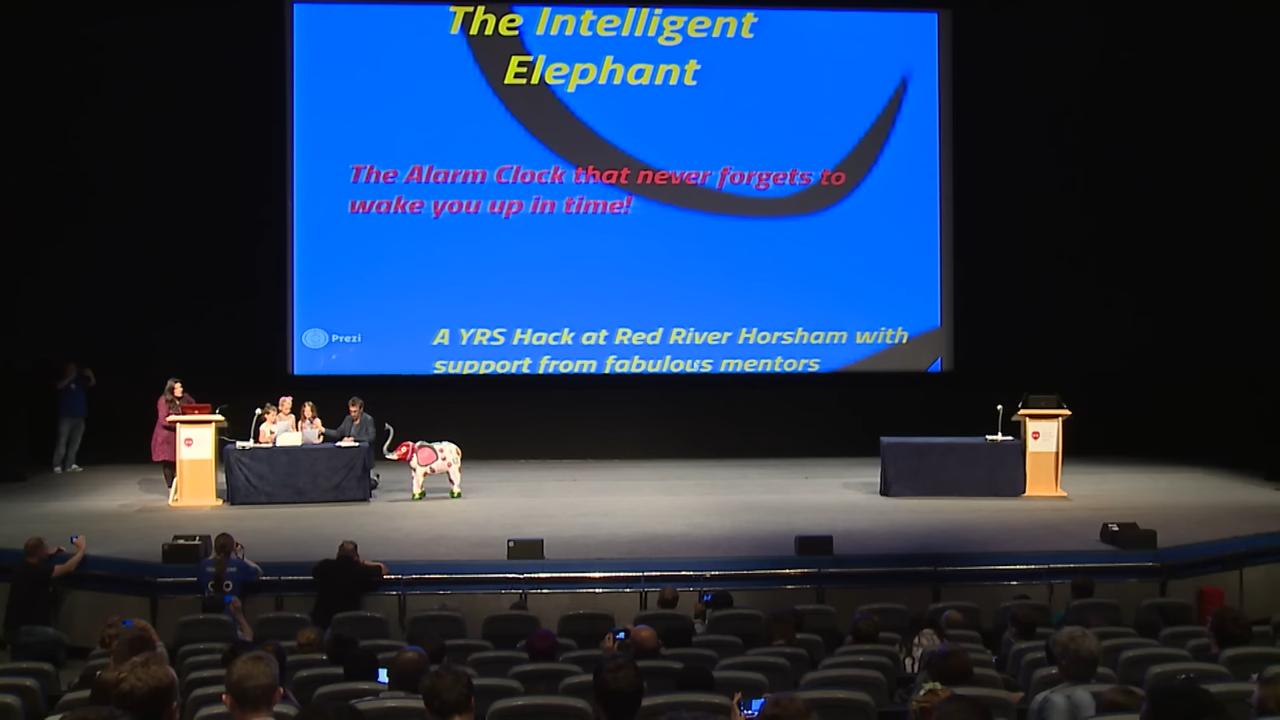 The Intelligent
Elephant
The Alarm Clock that never forgets to
wake you up in time!
Prezi
A YRS Hack at Red River Horsham with
support from fabulous mentors